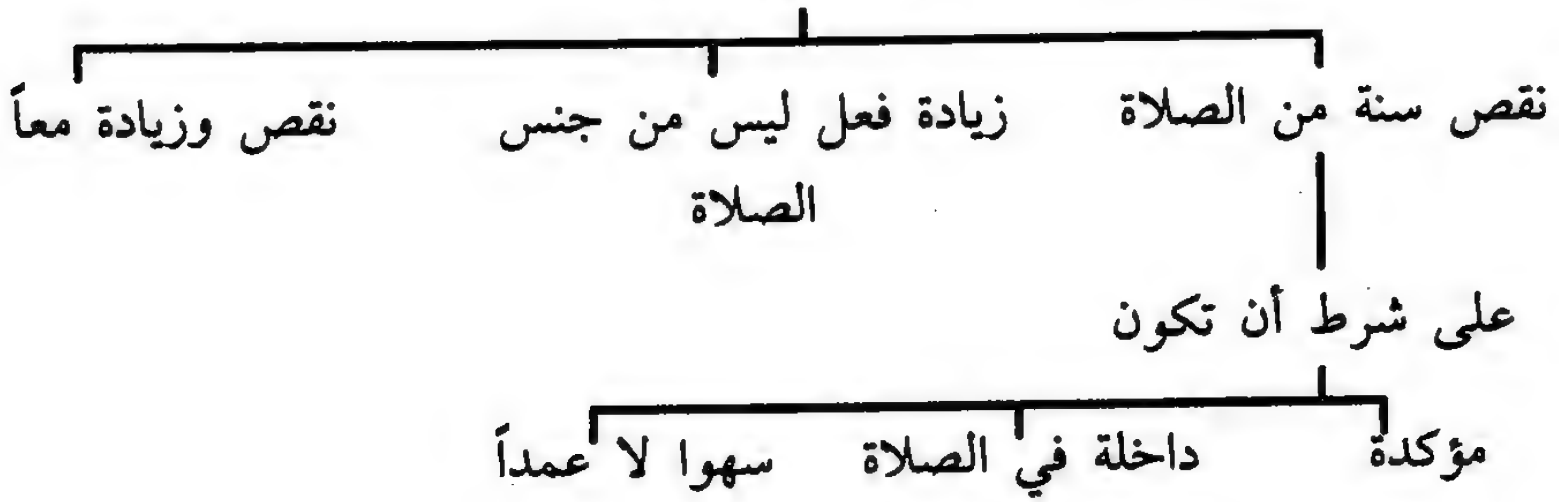 نقص سنة من الصلاة زيادة فعل ليس من جنس نقص وزيادة معاً
الصلاة
على شرط أن تكون
مؤكدة داخلة في الصلاة سهوا لا عمداً